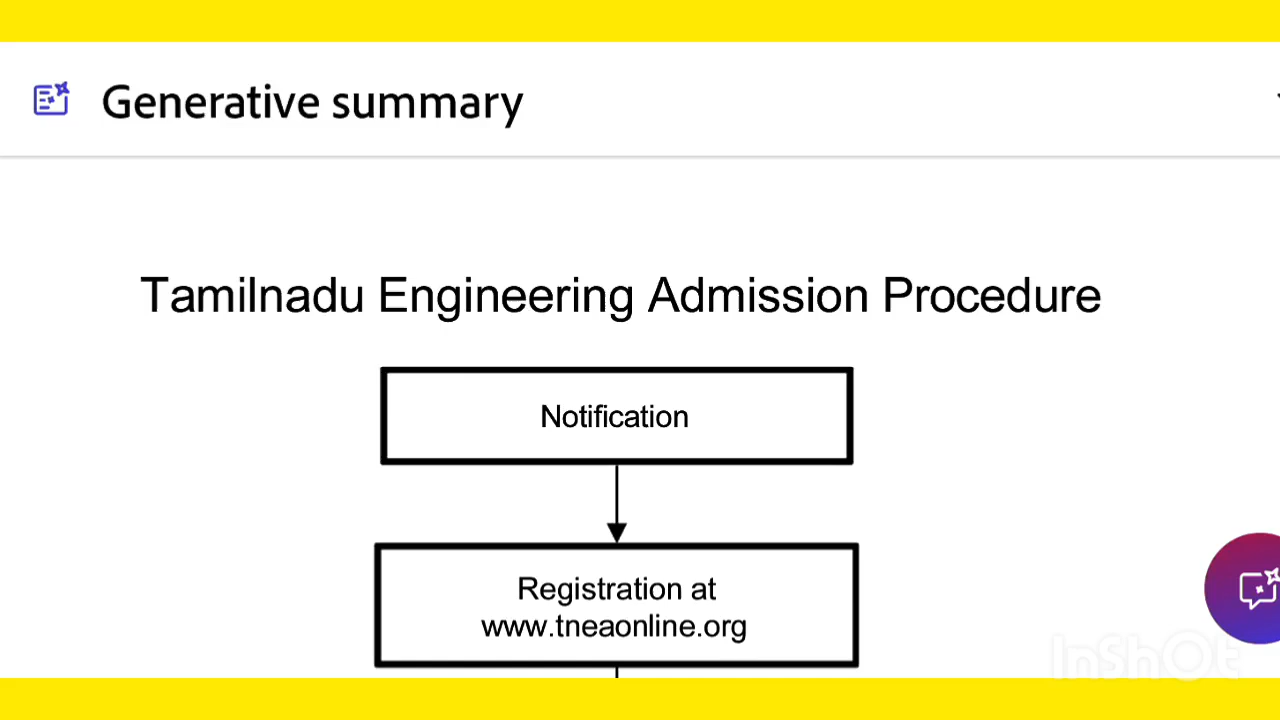 Generative summary
Tamilnadu Engineering Admission Procedure
Notification
Registration at
www.tneaonline.org
InShOt